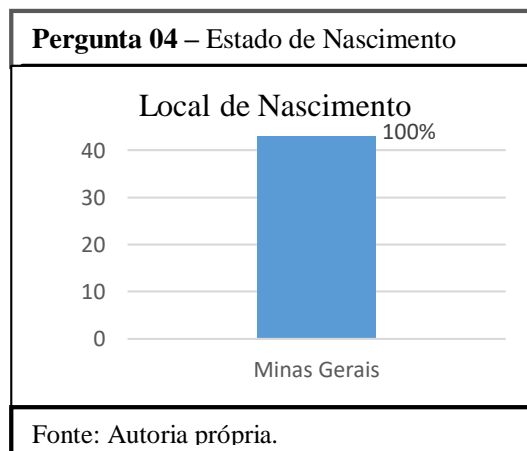 Pergunta 04 – Estado de Nascimento
Local de Nascimento
100%
40
30
20
10
0
Minas Gerais
Fonte: Autoria própria.